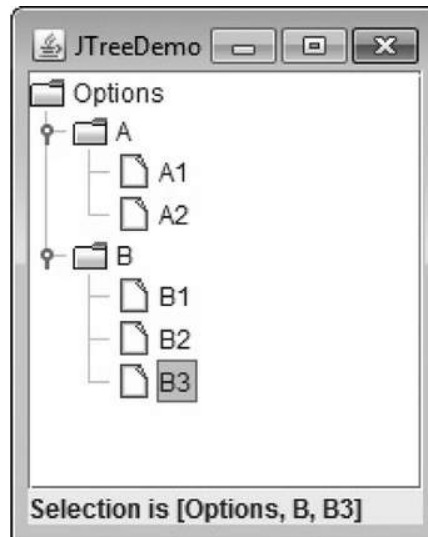 JTreeDemo
Options
A
A1
A2
B
B1
B2
B3
Selection is [Options, B, B3]